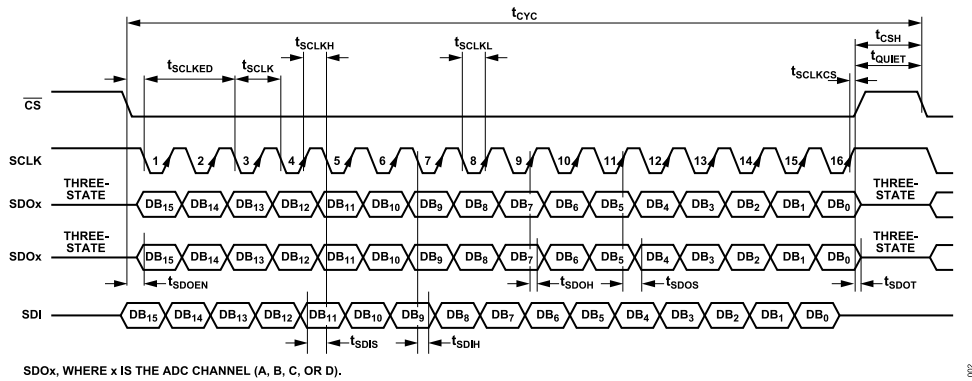 tCYC
tCSH
tSCLKH tSCLKL tQUIET
tSCLKED tSCLK tSCLKCS
CS
SCLK 1 2 3 4 5 6 7 8 9 10 11 12 13 14 15 16
THREE-
STATE
SDOx DB15 DB14 DB13 DB12 DB11 DB10 DB9 DB8 DB7 DB6 DB5 DB4 DB3 DB2 DB1 DB0
THREE-
STATE
THREE-
STATE
SDOx DB15 DB14 DB13 DB12 DB11 DB10 DB9 DB8 DB7 DB6 DB5 DB4 DB3 DB2 DB1 DB0
THREE-
STATE
tSDOEN tSDOH tSDOS tSDOT
SDI DB15 DB14 DB13 DB12 DB11 DB10 DB9 DB8 DB7 DB6 DB5 DB4 DB3 DB2 DB1 DB0
tSDIS tSDIH
SDOx, WHERE x IS THE ADC CHANNEL (A, B, C, OR D).
002